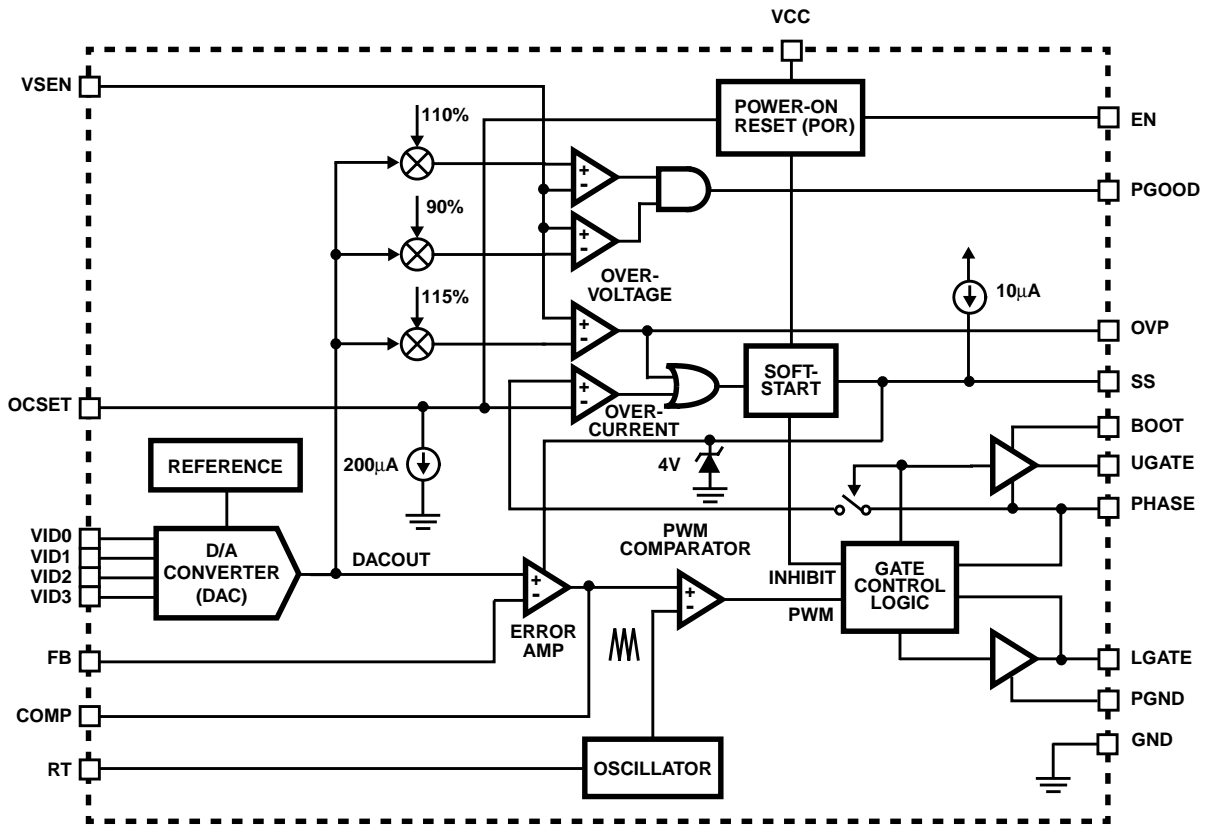 VCC
VSEN
110%
POWER-ON
RESET (POR)
EN
+
-
PGOOD
90%
+
-
OVER-
VOLTAGE
115%
10µA
+
-
OVP
SOFT-
START
SS
OCSET
+
-
OVER-
CURRENT
BOOT
REFERENCE
200µA
4V
UGATE
PHASE
VID0
VID1
VID2
VID3
D/A
CONVERTER
(DAC)
DACOUT
PWM
COMPARATOR
INHIBIT
PWM
GATE
CONTROL
LOGIC
+
-
+
-
ERROR
AMP
FB
LGATE
COMP
PGND
GND
RT
OSCILLATOR